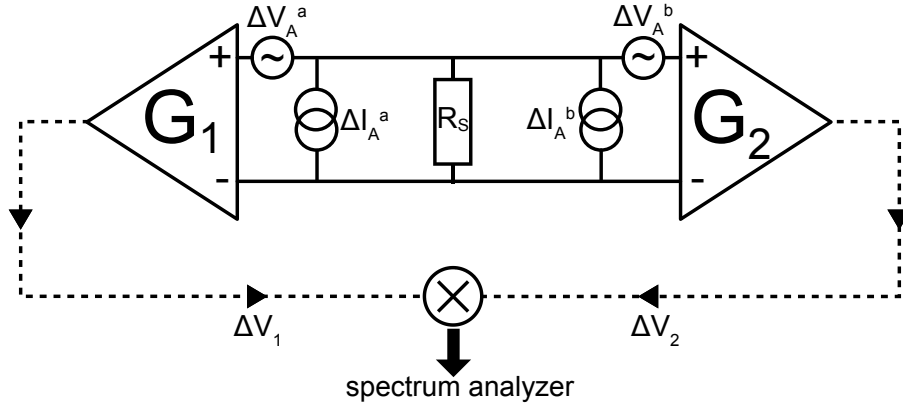 ΔV_A^a ΔV_A^b
+ ~ ~ +
G_1 ΔI_A^a R_S ΔI_A^b G_2
- -
ΔV_1 ΔV_2
spectrum analyzer